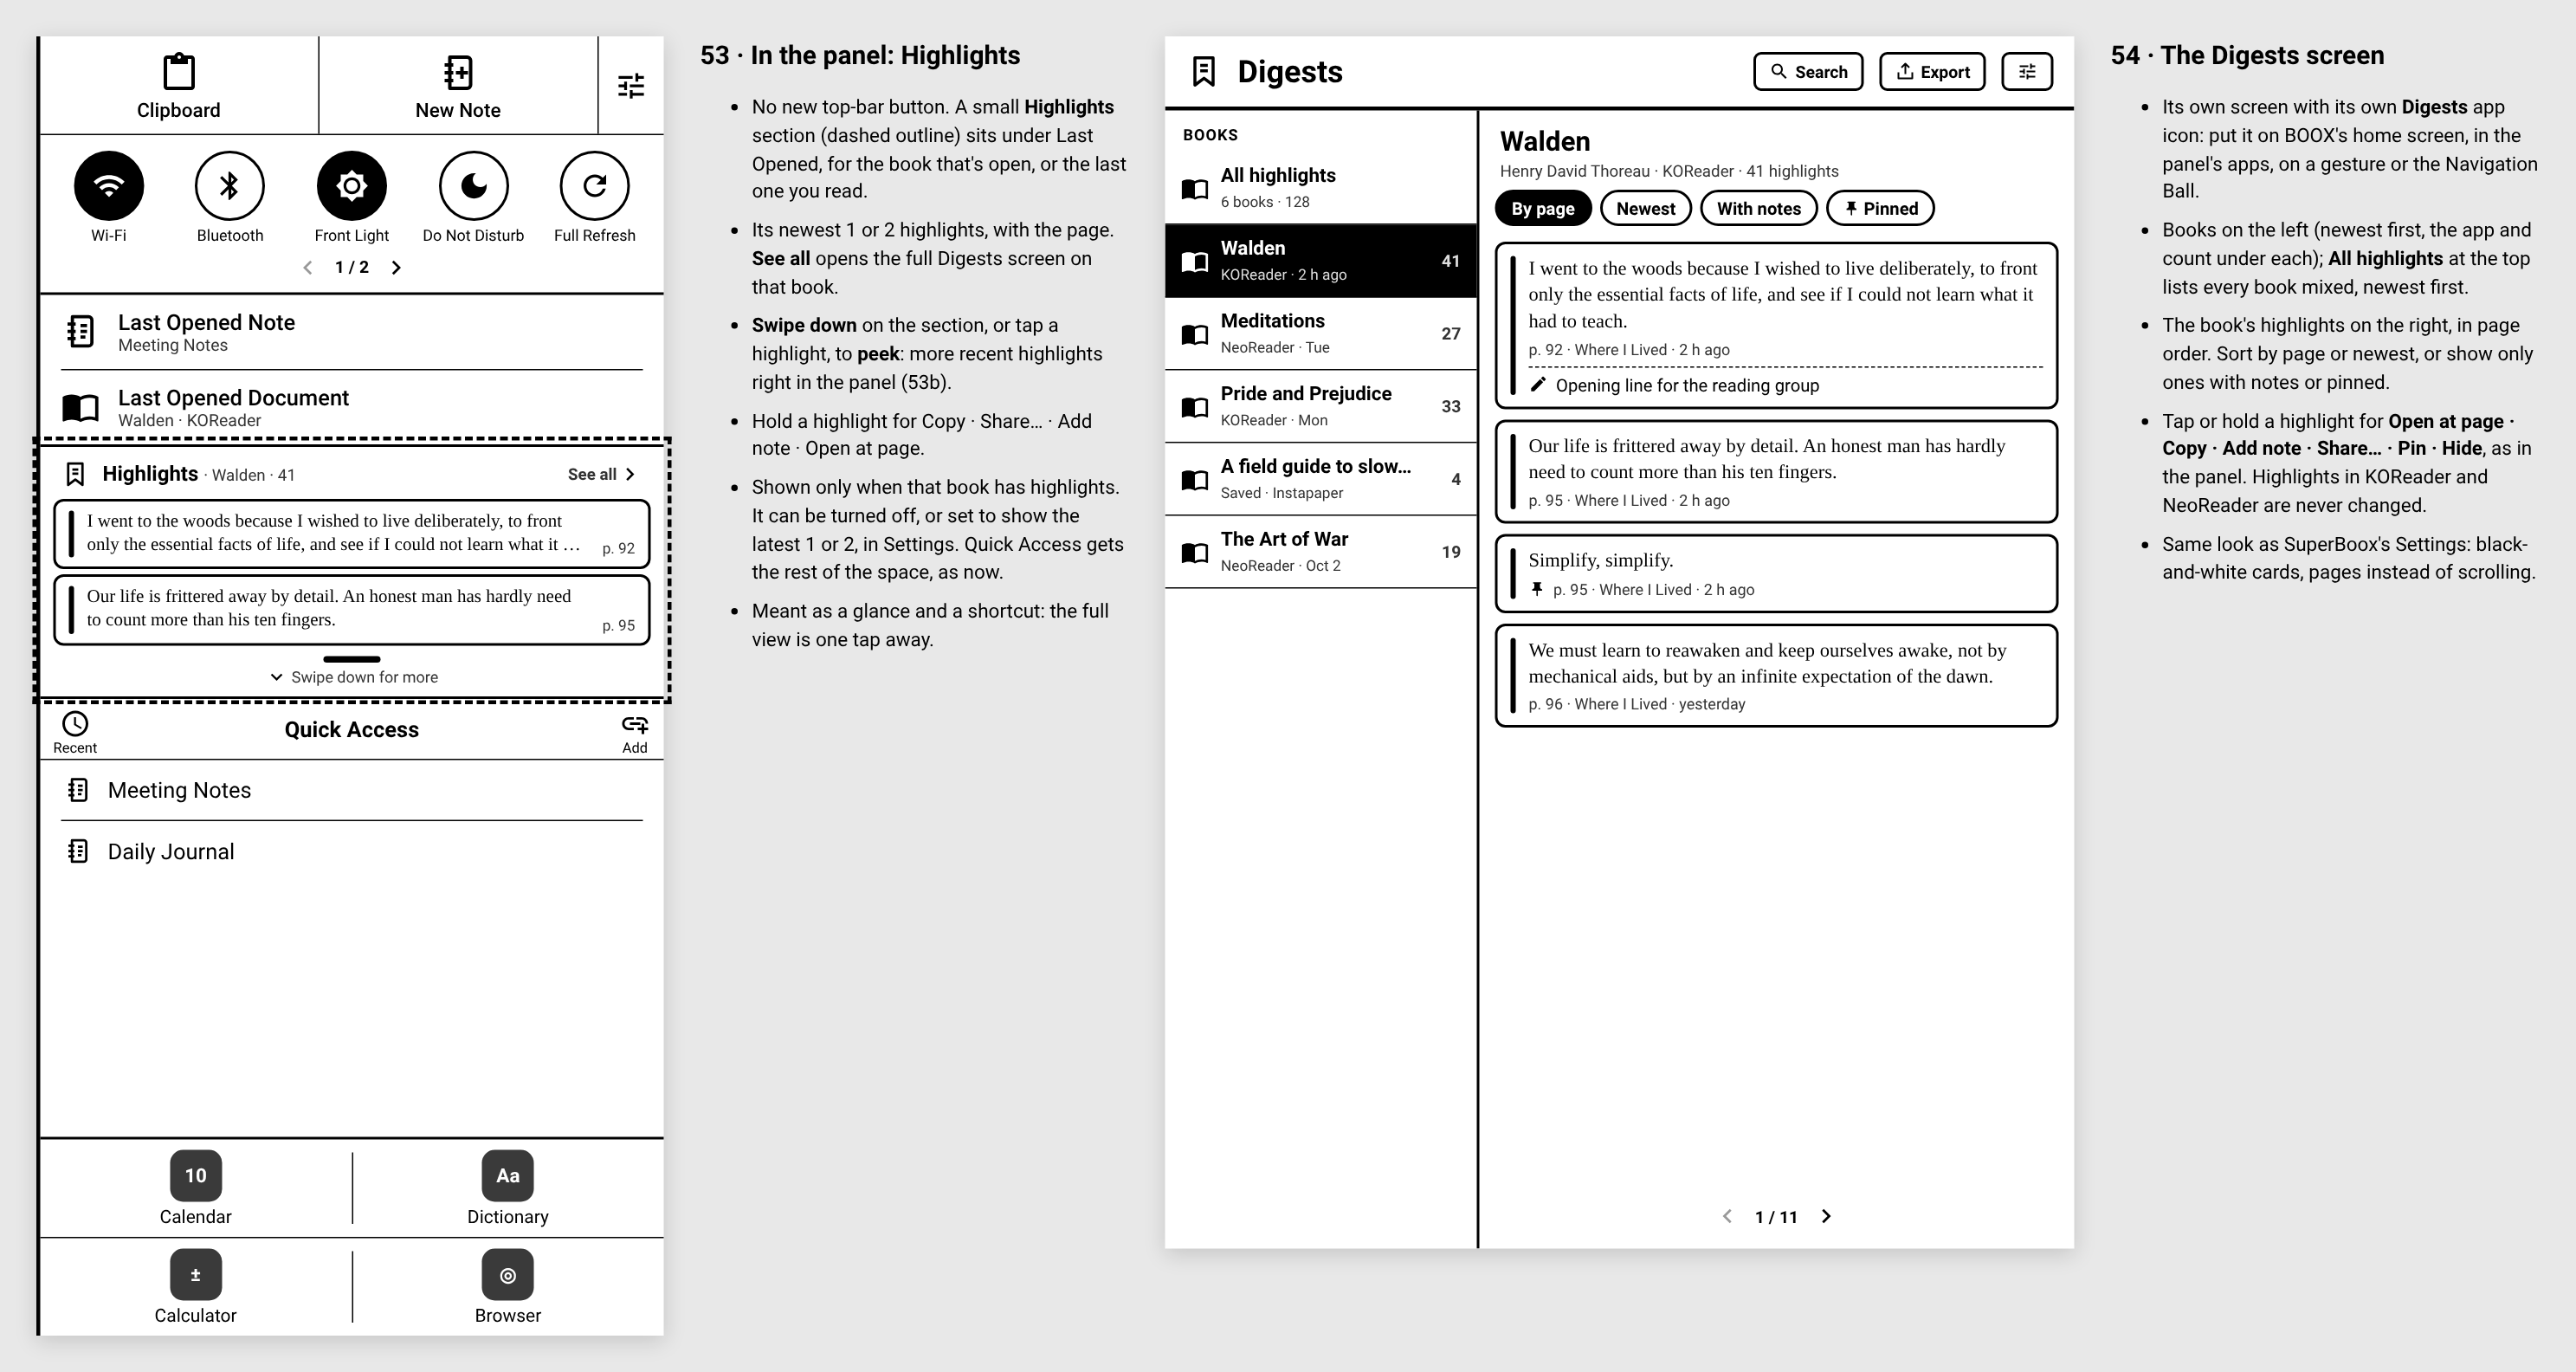 Clipboard
New Note
Wi-Fi
Bluetooth
Front Light
Do Not Disturb
Full Refresh
1 / 2
Last Opened Note
Meeting Notes
Last Opened Document
Walden · KOReader
Highlights · Walden · 41
See all
I went to the woods because I wished to live deliberately, to front
only the essential facts of life, and see if I could not learn what it …
p. 92
Our life is frittered away by detail. An honest man has hardly need
to count more than his ten fingers.
p. 95
Swipe down for more
Recent
Quick Access
Add
Meeting Notes
Daily Journal
10
Calendar
Aa
Dictionary
±
Calculator
◎
Browser
53 · In the panel: Highlights
• No new top-bar button. A small Highlights
section (dashed outline) sits under Last
Opened, for the book that's open, or the last
one you read.
• Its newest 1 or 2 highlights, with the page.
See all opens the full Digests screen on
that book.
• Swipe down on the section, or tap a
highlight, to peek: more recent highlights
right in the panel (53b).
• Hold a highlight for Copy · Share… · Add
note · Open at page.
• Shown only when that book has highlights.
It can be turned off, or set to show the
latest 1 or 2, in Settings. Quick Access gets
the rest of the space, as now.
• Meant as a glance and a shortcut: the full
view is one tap away.
Digests
Search
Export
BOOKS
All highlights
6 books · 128
Walden
KOReader · 2 h ago
41
Meditations
NeoReader · Tue
27
Pride and Prejudice
KOReader · Mon
33
A field guide to slow…
Saved · Instapaper
4
The Art of War
NeoReader · Oct 2
19
Walden
Henry David Thoreau · KOReader · 41 highlights
By page
Newest
With notes
Pinned
I went to the woods because I wished to live deliberately, to front
only the essential facts of life, and see if I could not learn what it
had to teach.
p. 92 · Where I Lived · 2 h ago
Opening line for the reading group
Our life is frittered away by detail. An honest man has hardly
need to count more than his ten fingers.
p. 95 · Where I Lived · 2 h ago
Simplify, simplify.
p. 95 · Where I Lived · 2 h ago
We must learn to reawaken and keep ourselves awake, not by
mechanical aids, but by an infinite expectation of the dawn.
p. 96 · Where I Lived · yesterday
1 / 11
54 · The Digests screen
• Its own screen with its own Digests app
icon: put it on BOOX's home screen, in the
panel's apps, on a gesture or the Navigation
Ball.
• Books on the left (newest first, the app and
count under each); All highlights at the top
lists every book mixed, newest first.
• The book's highlights on the right, in page
order. Sort by page or newest, or show only
ones with notes or pinned.
• Tap or hold a highlight for Open at page ·
Copy · Add note · Share… · Pin · Hide, as in
the panel. Highlights in KOReader and
NeoReader are never changed.
• Same look as SuperBoox's Settings: black-
and-white cards, pages instead of scrolling.